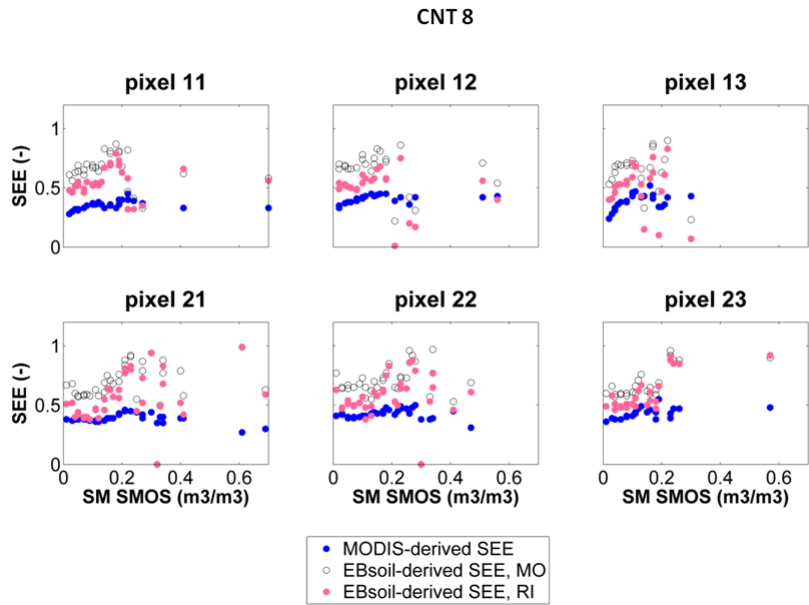 CNT 8
pixel 11
pixel 12
pixel 13
SEE (-)
1
0.5
0
pixel 21
pixel 22
pixel 23
SEE (-)
1
0.5
0
0 0.2 0.4 0.6
0 0.2 0.4 0.6
0 0.2 0.4 0.6
SM SMOS (m3/m3)
SM SMOS (m3/m3)
SM SMOS (m3/m3)
MODIS-derived SEE
EBsoil-derived SEE, MO
EBsoil-derived SEE, RI